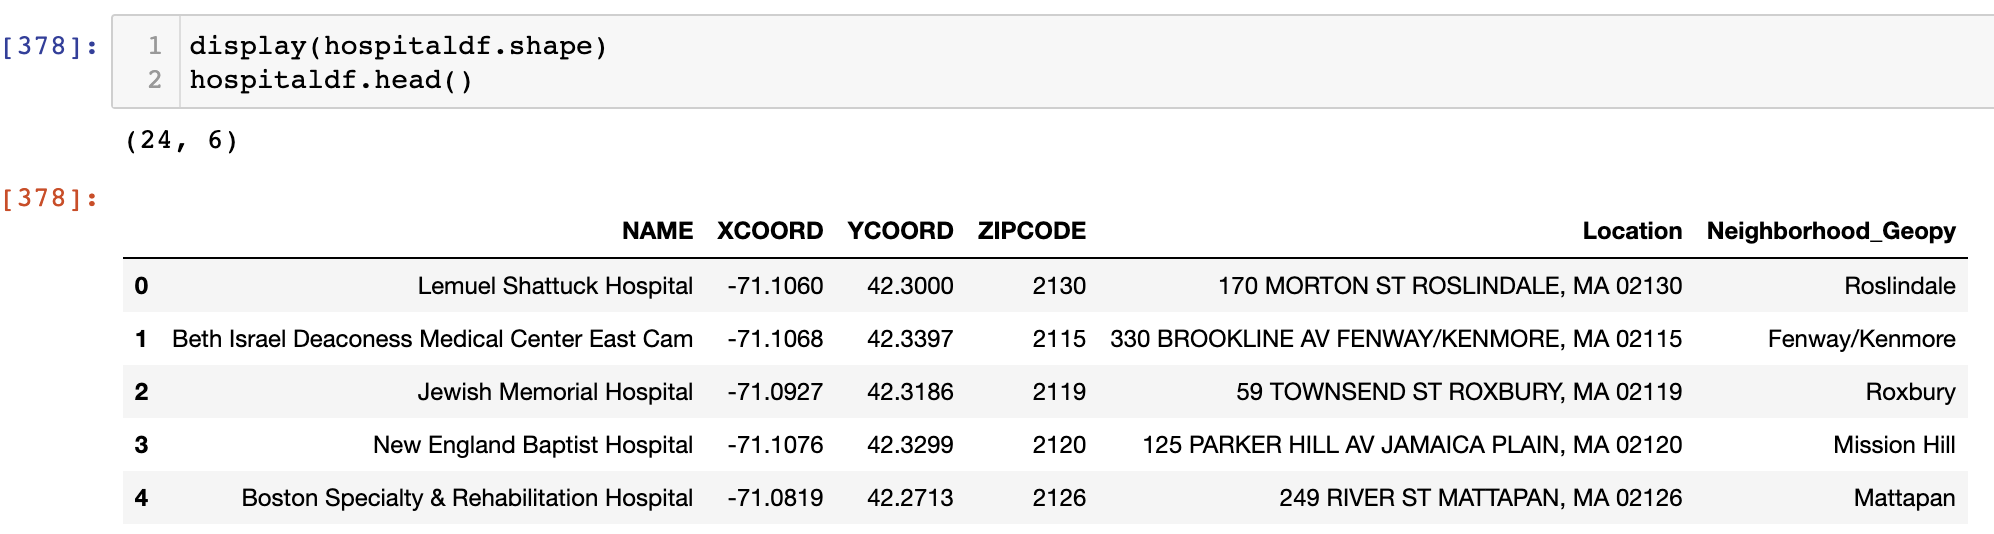 [378]:
1 display(hospitaldf.shape)
2 hospitaldf.head()
(24, 6)
[378]:
NAME XCOORD YCOORD ZIPCODE Location Neighborhood_Geopy
0 Lemuel Shattuck Hospital -71.1060 42.3000 2130 170 MORTON ST ROSLINDALE, MA 02130 Roslindale
1 Beth Israel Deaconess Medical Center East Cam -71.1068 42.3397 2115 330 BROOKLINE AV FENWAY/KENMORE, MA 02115 Fenway/Kenmore
2 Jewish Memorial Hospital -71.0927 42.3186 2119 59 TOWNSEND ST ROXBURY, MA 02119 Roxbury
3 New England Baptist Hospital -71.1076 42.3299 2120 125 PARKER HILL AV JAMAICA PLAIN, MA 02120 Mission Hill
4 Boston Specialty & Rehabilitation Hospital -71.0819 42.2713 2126 249 RIVER ST MATTAPAN, MA 02126 Mattapan